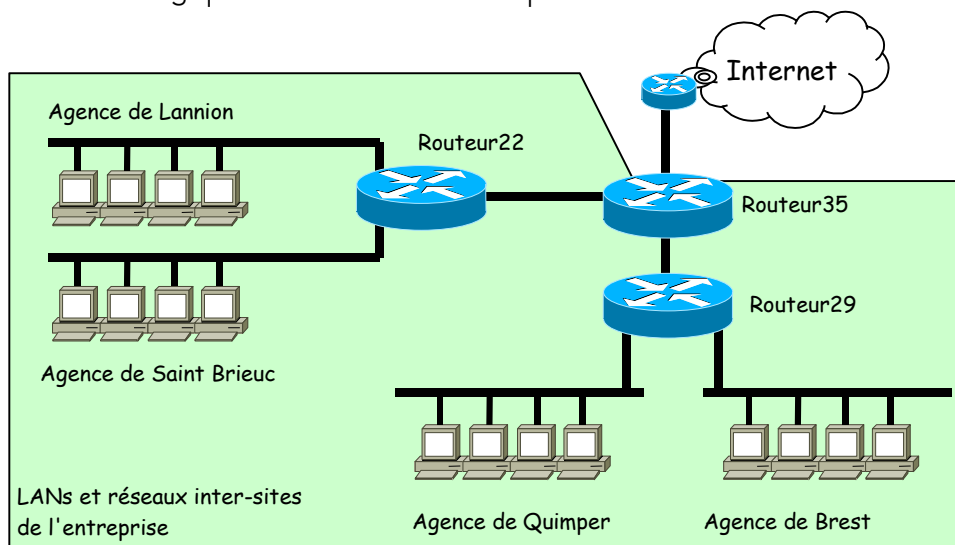 Internet
Agence de Lannion
Routeur22
Routeur35
Routeur29
Agence de Saint Brieuc
LANs et réseaux inter-sites
de l'entreprise
Agence de Quimper
Agence de Brest